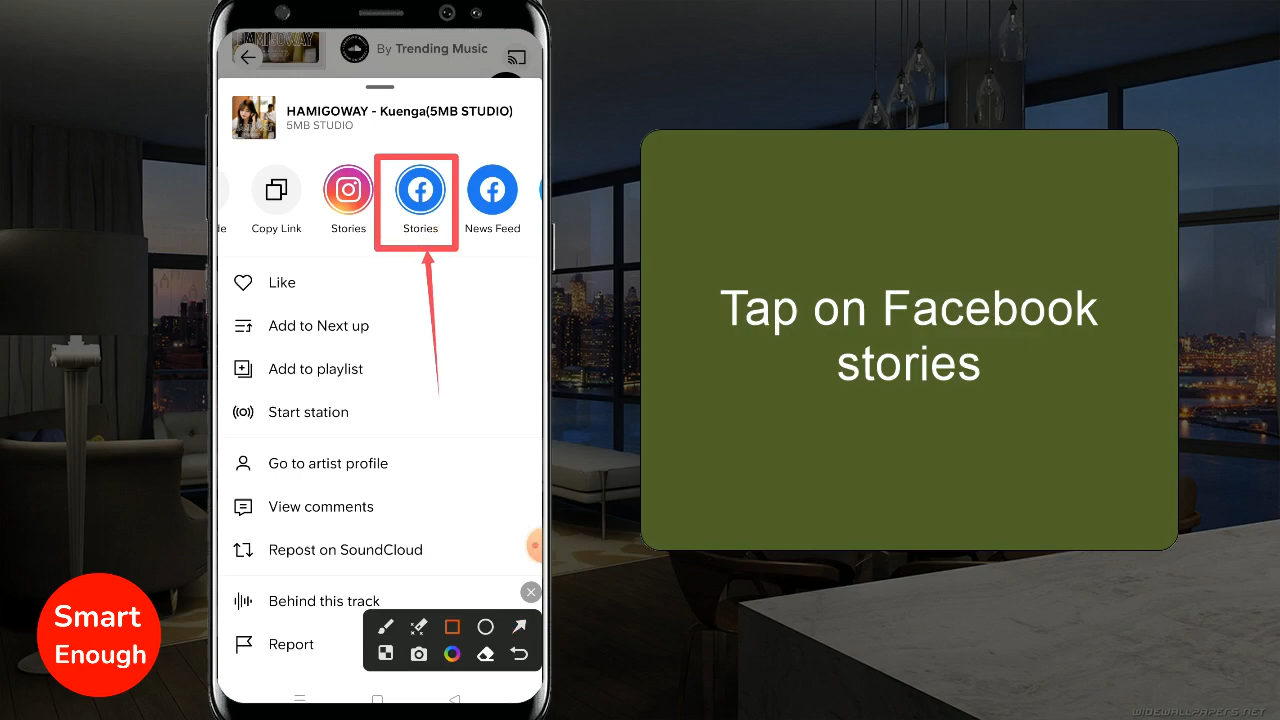 By Trending Music
HAMIGOWAY - Kuenga(5MB STUDIO)
5MB STUDIO
Copy Link
Stories
Stories
News Feed
Like
Add to Next up
Add to playlist
Start station
Go to artist profile
View comments
Repost on SoundCloud
Behind this track
Report
Tap on Facebook
stories
Smart
Enough
WIDEWALLPAPERS.NET